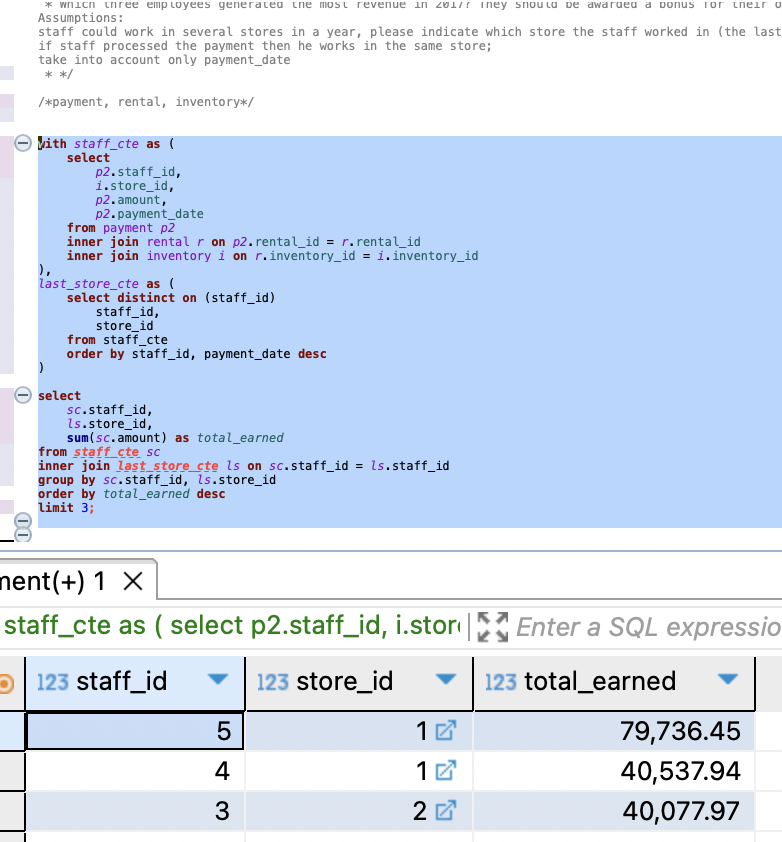 * Which three employees generated the most revenue in 2017? They should be awarded a bonus for their
Assumptions:
staff could work in several stores in a year, please indicate which store the staff worked in (the last
if staff processed the payment then he works in the same store;
take into account only payment_date
* */
/*payment, rental, inventory*/
with staff_cte as (
select
p2.staff_id,
i.store_id,
p2.amount,
p2.payment_date
from payment p2
inner join rental r on p2.rental_id = r.rental_id
inner join inventory i on r.inventory_id = i.inventory_id
),
last_store_cte as (
select distinct on (staff_id)
staff_id,
store_id
from staff_cte
order by staff_id, payment_date desc
)
select
sc.staff_id,
ls.store_id,
sum(sc.amount) as total_earned
from staff_cte sc
inner join last_store_cte ls on sc.staff_id = ls.staff_id
group by sc.staff_id, ls.store_id
order by total_earned desc
limit 3;
ment(+) 1
staff_cte as ( select p2.staff_id, i.store Enter a SQL expressio
123 staff_id 123 store_id 123 total_earned
5 1 79,736.45
4 1 40,537.94
3 2 40,077.97